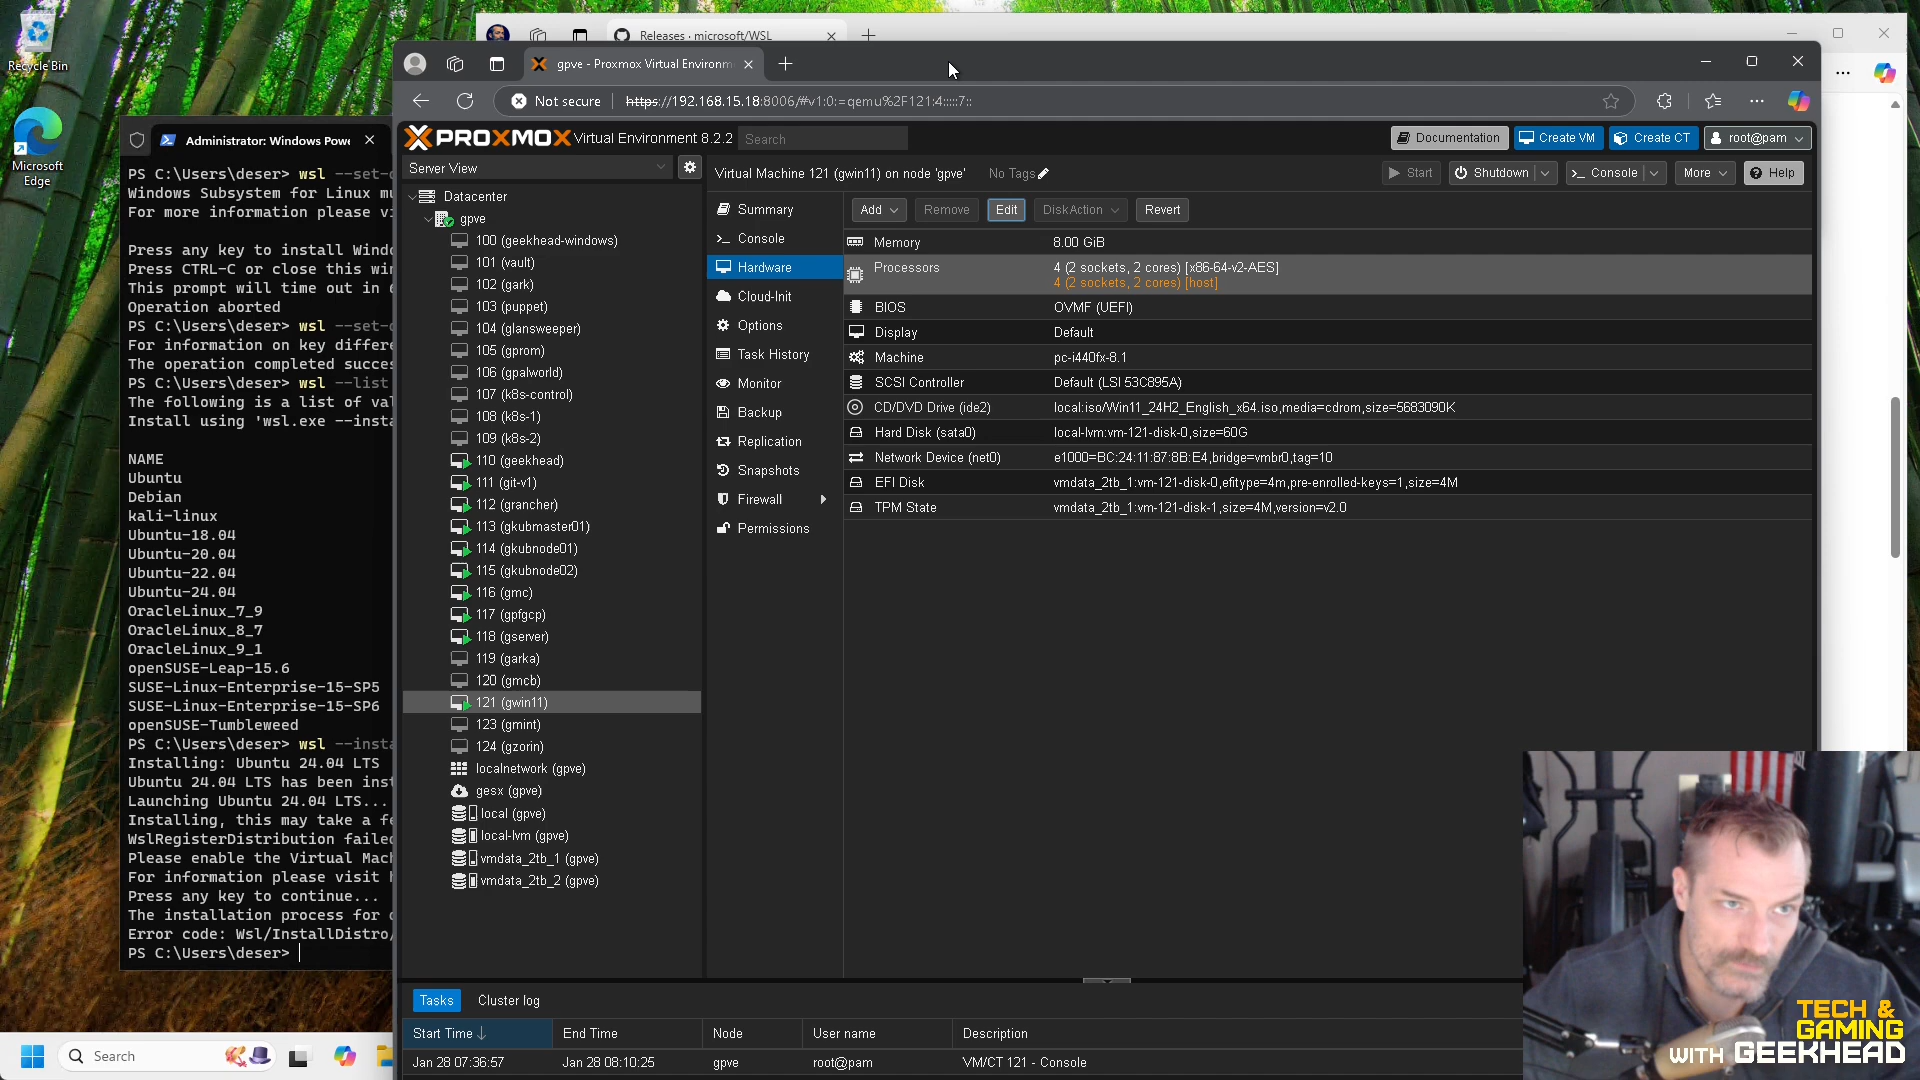 Recycle Bin
Microsoft
Edge
Releases · microsoft/WSL
gpve - Proxmox Virtual Environm
Not secure
https://192.168.15.18:8006/#v1:0:=qemu%2F121:4:::::7::
PROXMOX Virtual Environment 8.2.2
Search
Documentation
Create VM
Create CT
root@pam
Server View
Virtual Machine 121 (gwin11) on node 'gpve'
No Tags
Start
Shutdown
Console
More
Help
Administrator: Windows Powe
PS C:\Users\deser> wsl --set-d
Windows Subsystem for Linux mu
For more information please vi
Press any key to install Windo
Press CTRL-C or close this win
This prompt will time out in 6
Operation aborted
PS C:\Users\deser> wsl --set-d
For information on key differe
The operation completed succes
PS C:\Users\deser> wsl --list
The following is a list of val
Install using 'wsl.exe --insta
NAME
Ubuntu
Debian
kali-linux
Ubuntu-18.04
Ubuntu-20.04
Ubuntu-22.04
Ubuntu-24.04
OracleLinux_7_9
OracleLinux_8_7
OracleLinux_9_1
openSUSE-Leap-15.6
SUSE-Linux-Enterprise-15-SP5
SUSE-Linux-Enterprise-15-SP6
openSUSE-Tumbleweed
PS C:\Users\deser> wsl --insta
Installing: Ubuntu 24.04 LTS
Ubuntu 24.04 LTS has been inst
Launching Ubuntu 24.04 LTS...
Installing, this may take a fe
WslRegisterDistribution failed
Please enable the Virtual Mach
For information please visit h
Press any key to continue...
The installation process for d
Error code: Wsl/InstallDistro/
PS C:\Users\deser>
Datacenter
gpve
100 (geekhead-windows)
101 (vault)
102 (gark)
103 (puppet)
104 (glansweeper)
105 (gprom)
106 (gpalworld)
107 (k8s-control)
108 (k8s-1)
109 (k8s-2)
110 (geekhead)
111 (git-v1)
112 (grancher)
113 (gkubmaster01)
114 (gkubnode01)
115 (gkubnode02)
116 (gmc)
117 (gpfgcp)
118 (gserver)
119 (garka)
120 (gmcb)
121 (gwin11)
123 (gmint)
124 (gzorin)
localnetwork (gpve)
gesx (gpve)
local (gpve)
local-lvm (gpve)
vmdata_2tb_1 (gpve)
vmdata_2tb_2 (gpve)
Summary
Console
Hardware
Cloud-Init
Options
Task History
Monitor
Backup
Replication
Snapshots
Firewall
Permissions
Add
Remove
Edit
Disk Action
Revert
Memory 8.00 GiB
Processors 4 (2 sockets, 2 cores) [x86-64-v2-AES]
4 (2 sockets, 2 cores) [host]
BIOS OVMF (UEFI)
Display Default
Machine pc-i440fx-8.1
SCSI Controller Default (LSI 53C895A)
CD/DVD Drive (ide2) local:iso/Win11_24H2_English_x64.iso,media=cdrom,size=5683090K
Hard Disk (sata0) local-lvm:vm-121-disk-0,size=60G
Network Device (net0) e1000=BC:24:11:87:8B:E4,bridge=vmbr0,tag=10
EFI Disk vmdata_2tb_1:vm-121-disk-0,efitype=4m,pre-enrolled-keys=1,size=4M
TPM State vmdata_2tb_1:vm-121-disk-1,size=4M,version=v2.0
Tasks
Cluster log
Start Time End Time Node User name Description
Jan 28 07:36:57 Jan 28 08:10:25 gpve root@pam VM/CT 121 - Console
Search
TECH &
GAMING
WITH GEEKHEAD